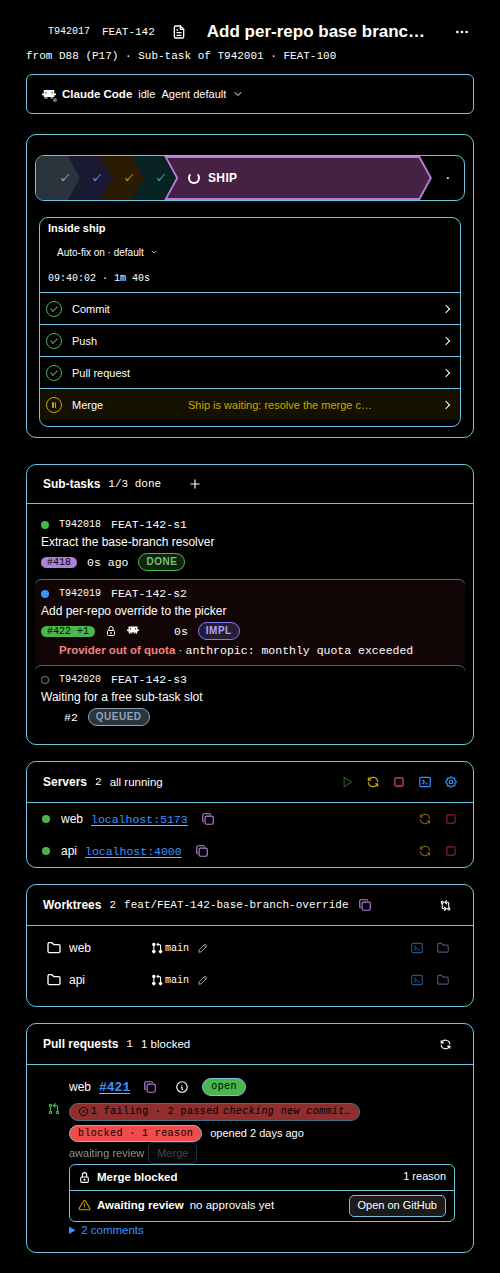 T942017 FEAT-142 Add per-repo base branc…
from D88 (P17) · Sub-task of T942001 · FEAT-100
Claude Code idle Agent default
SHIP
Inside ship
Auto-fix on · default
09:40:02 · 1m 40s
Commit
Push
Pull request
Merge Ship is waiting: resolve the merge c…
Sub-tasks 1/3 done
T942018 FEAT-142-s1
Extract the base-branch resolver
#418 0s ago DONE
T942019 FEAT-142-s2
Add per-repo override to the picker
#422 +1 0s IMPL
Provider out of quota · anthropic: monthly quota exceeded
T942020 FEAT-142-s3
Waiting for a free sub-task slot
#2 QUEUED
Servers 2 all running
web localhost:5173
api localhost:4000
Worktrees 2 feat/FEAT-142-base-branch-override
web main
api main
Pull requests 1 1 blocked
web #421 open
1 failing · 2 passed checking new commit…
blocked · 1 reason opened 2 days ago
awaiting review Merge
Merge blocked 1 reason
Awaiting review no approvals yet Open on GitHub
2 comments